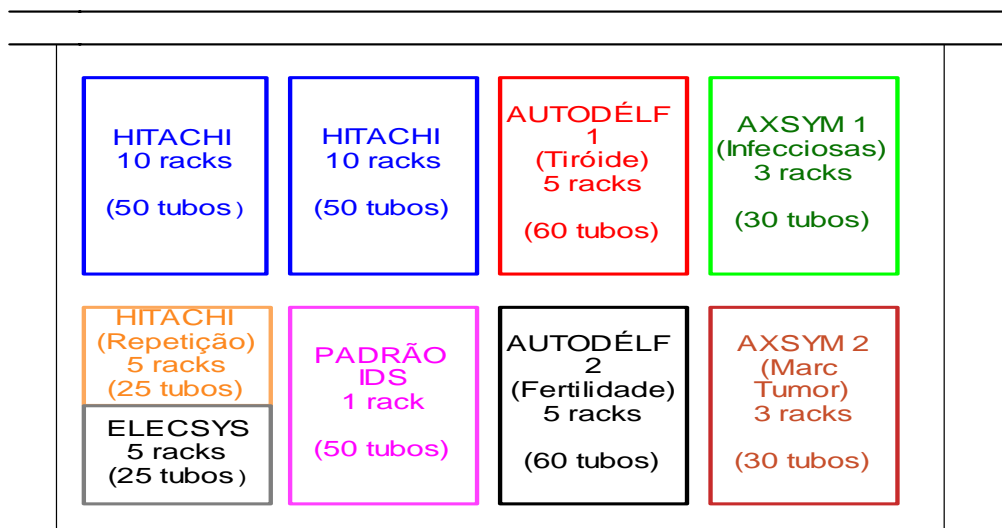 HITACHI
10 racks
(50 tubos)
HITACHI
10 racks
(50 tubos)
AUTODÉLF
1
(Tiróide)
5 racks
(60 tubos)
AXSYM 1
(Infecciosas)
3 racks
(30 tubos)
HITACHI
(Repetição)
5 racks
(25 tubos)
ELECSYS
5 racks
(25 tubos)
PADRÃO
IDS
1 rack
(50 tubos)
AUTODÉLF
2
(Fertilidade)
5 racks
(60 tubos)
AXSYM 2
(Marc
Tumor)
3 racks
(30 tubos)